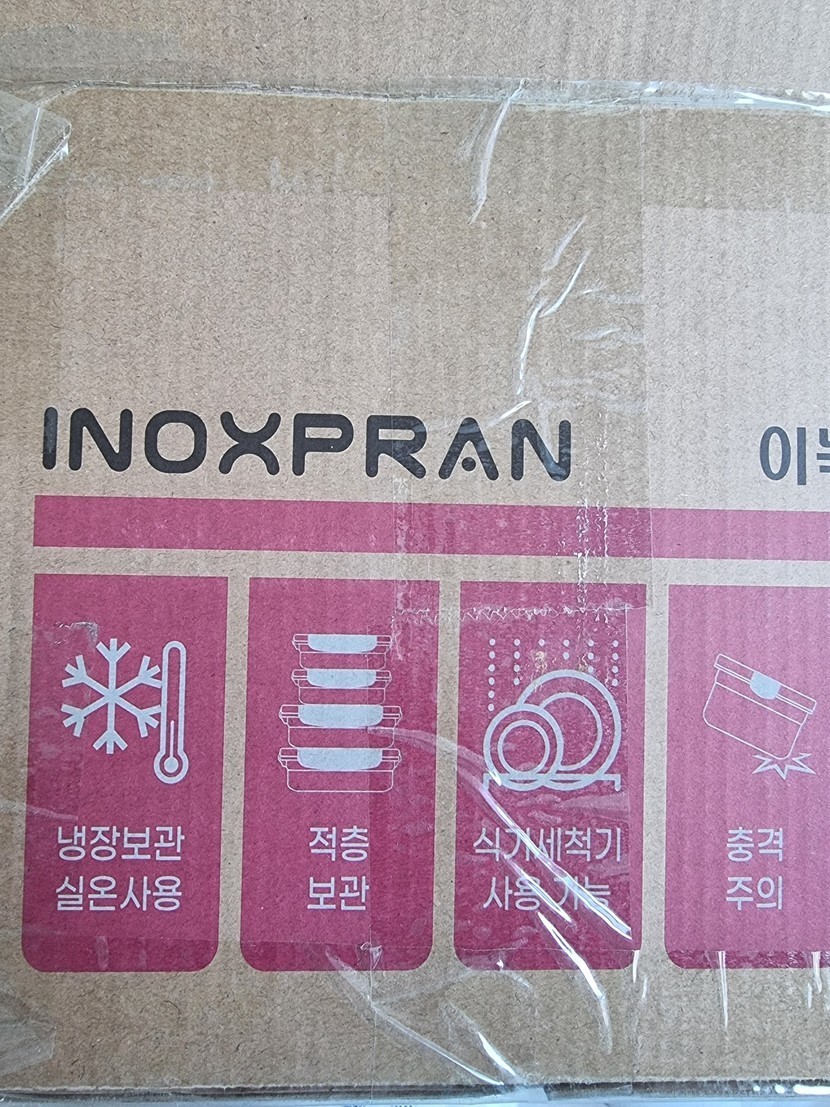 INOXPRAN
이
냉장보관
실온사용
적층
보관
식기세척기
사용 가능
충격
주의